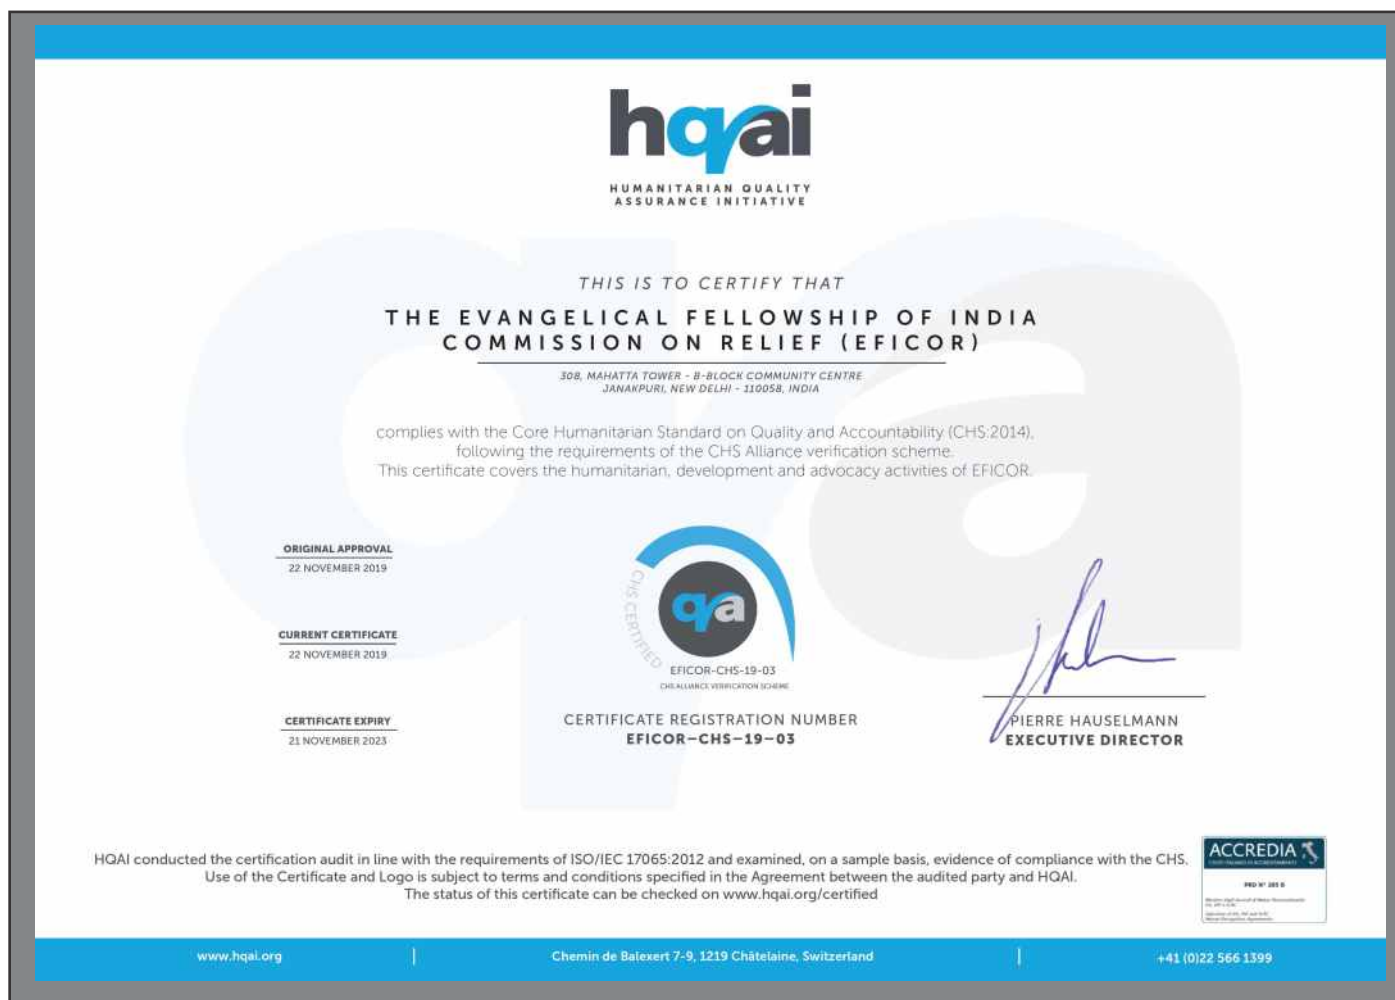 hqai
HUMANITARIAN QUALITY
ASSURANCE INITIATIVE
THIS IS TO CERTIFY THAT
THE EVANGELICAL FELLOWSHIP OF INDIA
COMMISSION ON RELIEF (EFICOR)
308, MAHATTA TOWER - B-BLOCK COMMUNITY CENTRE
JANAKPURI, NEW DELHI - 110058, INDIA
complies with the Core Humanitarian Standard on Quality and Accountability (CHS:2014),
following the requirements of the CHS Alliance verification scheme.
This certificate covers the humanitarian, development and advocacy activities of EFICOR.
ORIGINAL APPROVAL
22 NOVEMBER 2019
CURRENT CERTIFICATE
22 NOVEMBER 2019
CERTIFICATE EXPIRY
21 NOVEMBER 2023
CHS CERTIFIED
qa
EFICOR-CHS-19-03
CHS ALLIANCE VERIFICATION SCHEME
CERTIFICATE REGISTRATION NUMBER
EFICOR-CHS-19-03
PIERRE HAUSELMANN
EXECUTIVE DIRECTOR
HQAI conducted the certification audit in line with the requirements of ISO/IEC 17065:2012 and examined, on a sample basis, evidence of compliance with the CHS.
Use of the Certificate and Logo is subject to terms and conditions specified in the Agreement between the audited party and HQAI.
The status of this certificate can be checked on www.hqai.org/certified
ACCREDIA
PRD N°
www.hqai.org
Chemin de Balexert 7-9, 1219 Châtelaine, Switzerland
+41 (0)22 566 1399